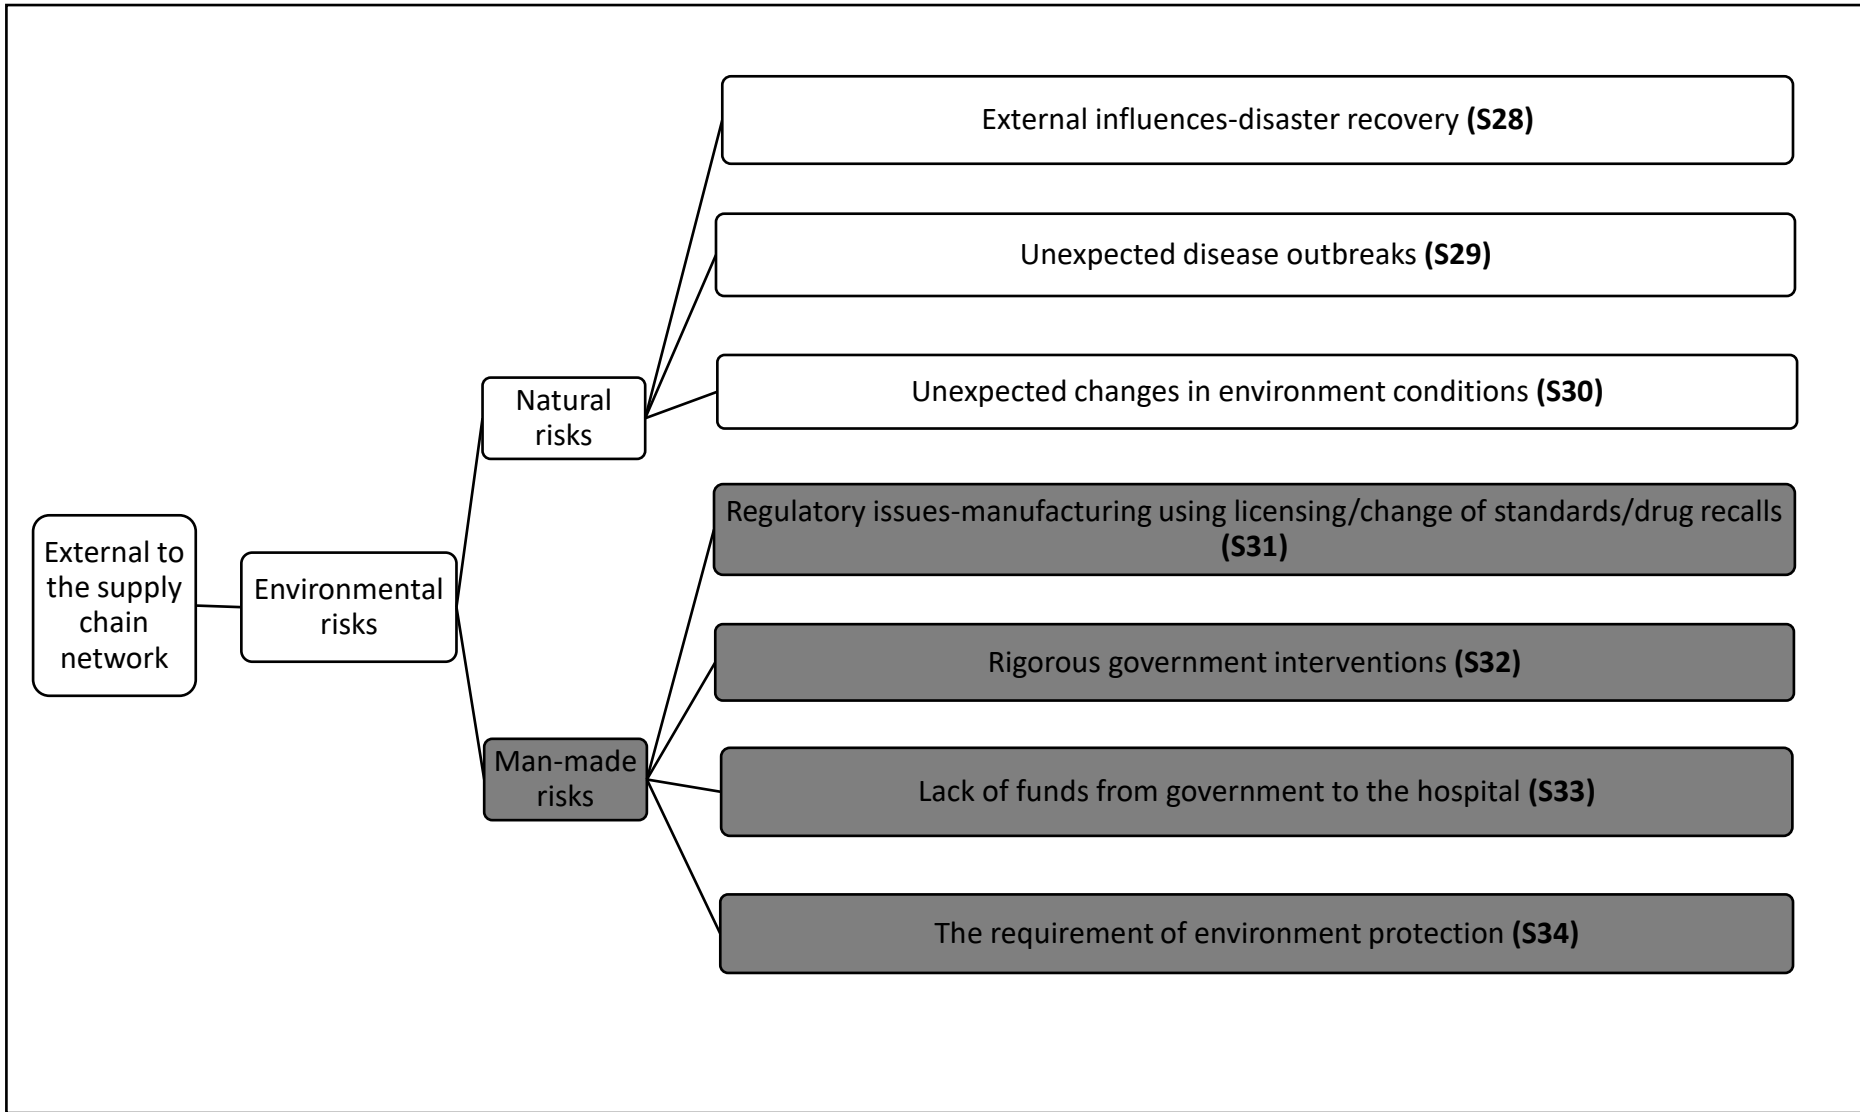 External to
the supply
chain
network
Environmental
risks
Natural
risks
External influences-disaster recovery (S28)
Unexpected disease outbreaks (S29)
Unexpected changes in environment conditions (S30)
Man-made
risks
Regulatory issues-manufacturing using licensing/change of standards/drug recalls
(S31)
Rigorous government interventions (S32)
Lack of funds from government to the hospital (S33)
The requirement of environment protection (S34)